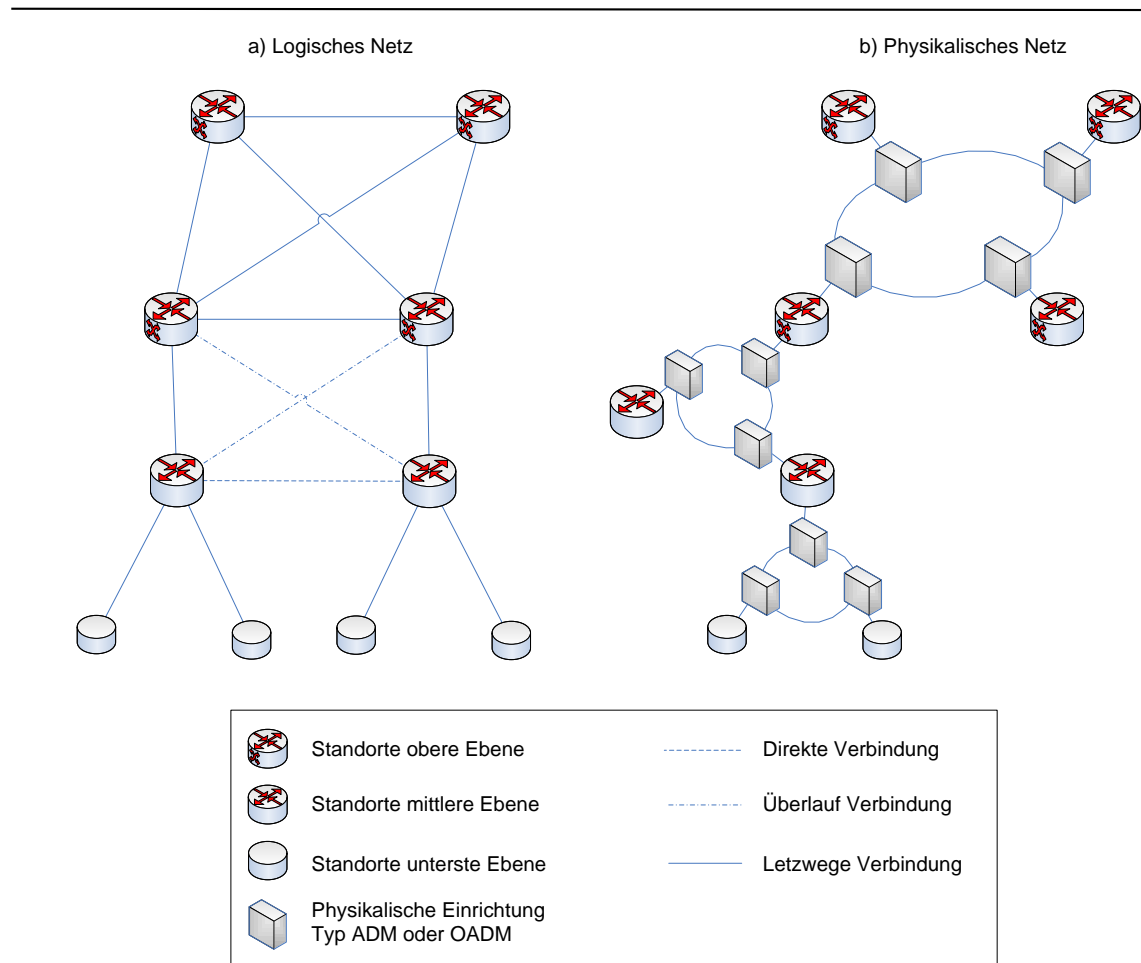 a) Logisches Netz
b) Physikalisches Netz
Standorte obere Ebene
Direkte Verbindung
Standorte mittlere Ebene
Überlauf Verbindung
Standorte unterste Ebene
Letzwege Verbindung
Physikalische Einrichtung
Typ ADM oder OADM